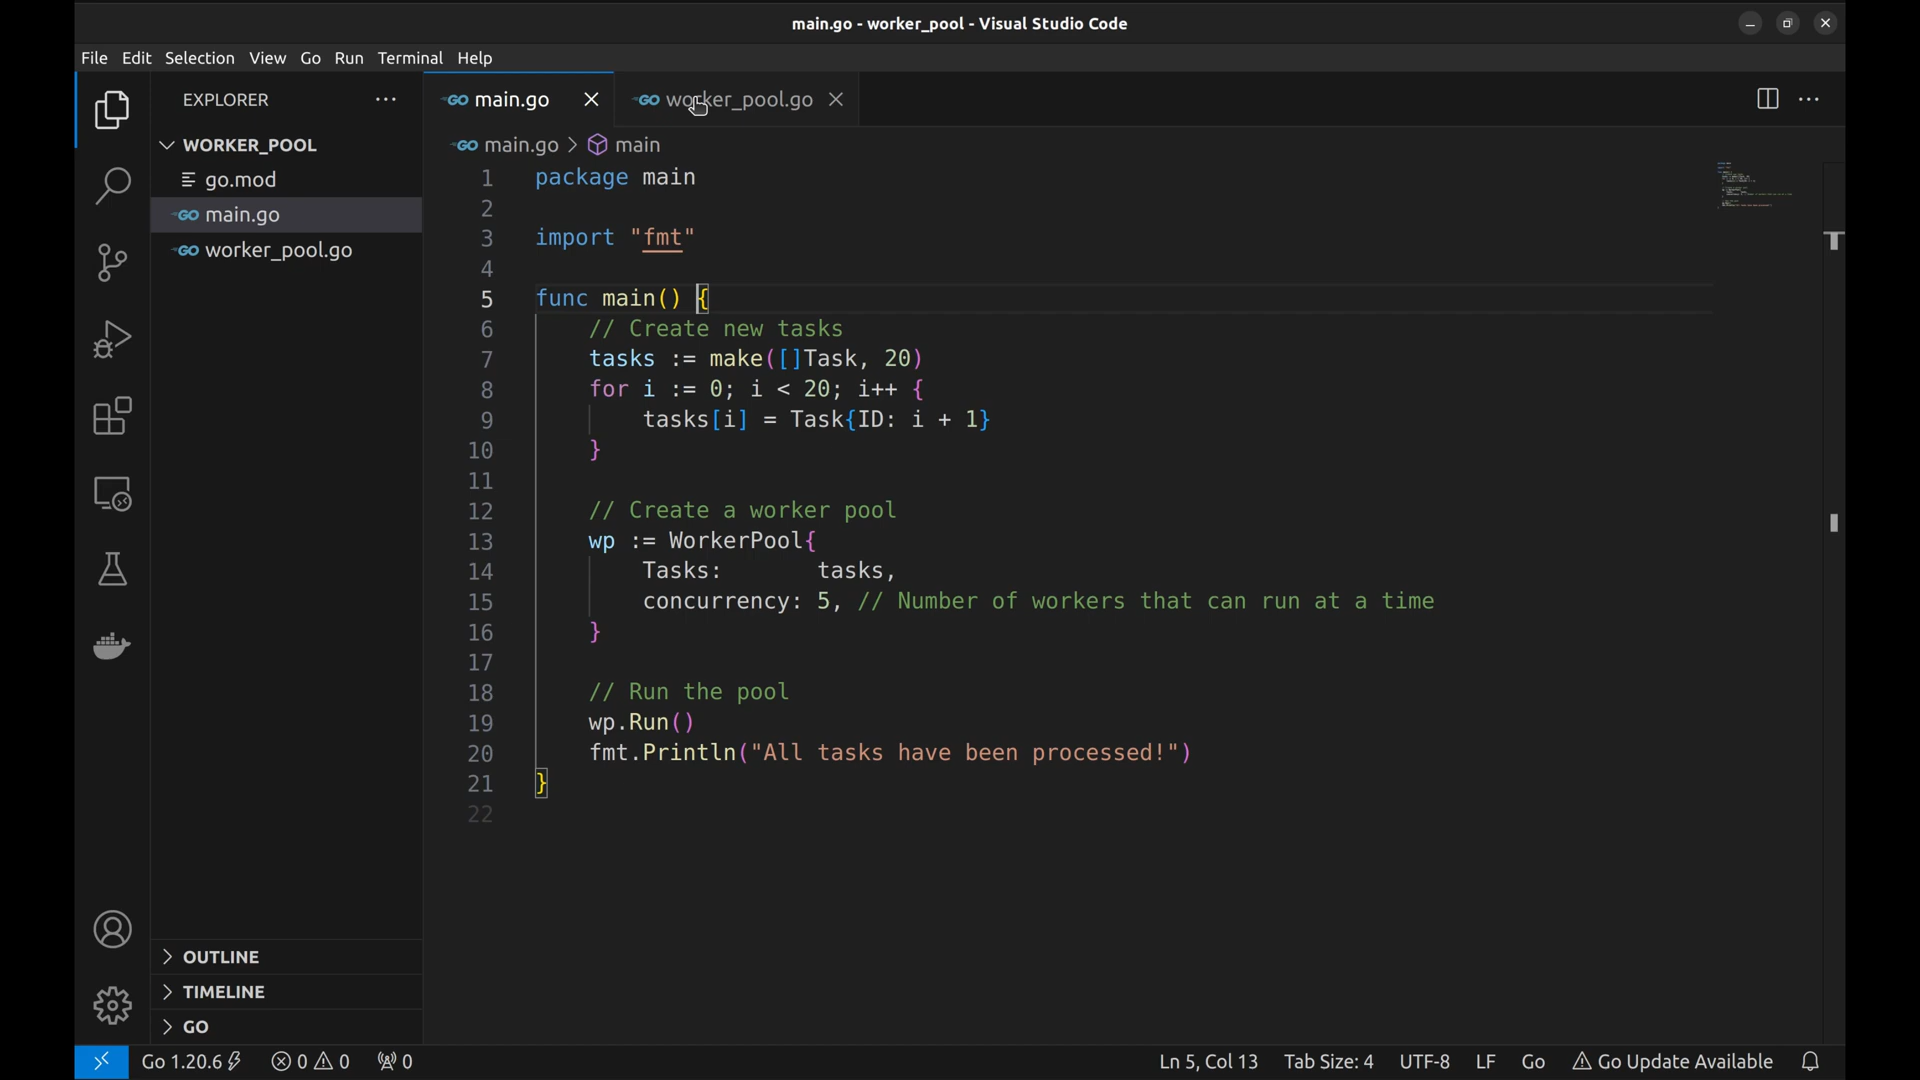 main.go - worker_pool - Visual Studio Code
File Edit Selection View Go Run Terminal Help
EXPLORER
WORKER_POOL
go.mod
GO main.go
GO worker_pool.go
OUTLINE
TIMELINE
GO
GO main.go
GO worker_pool.go
GO main.go > main
1 package main
2
3 import "fmt"
4
5 func main() {
6 // Create new tasks
7 tasks := make([]Task, 20)
8 for i := 0; i < 20; i++ {
9 tasks[i] = Task{ID: i + 1}
10 }
11
12 // Create a worker pool
13 wp := WorkerPool{
14 Tasks: tasks,
15 concurrency: 5, // Number of workers that can run at a time
16 }
17
18 // Run the pool
19 wp.Run()
20 fmt.Println("All tasks have been processed!")
21 }
22
Go 1.20.6 0 0 0 Ln 5, Col 13 Tab Size: 4 UTF-8 LF Go Go Update Available